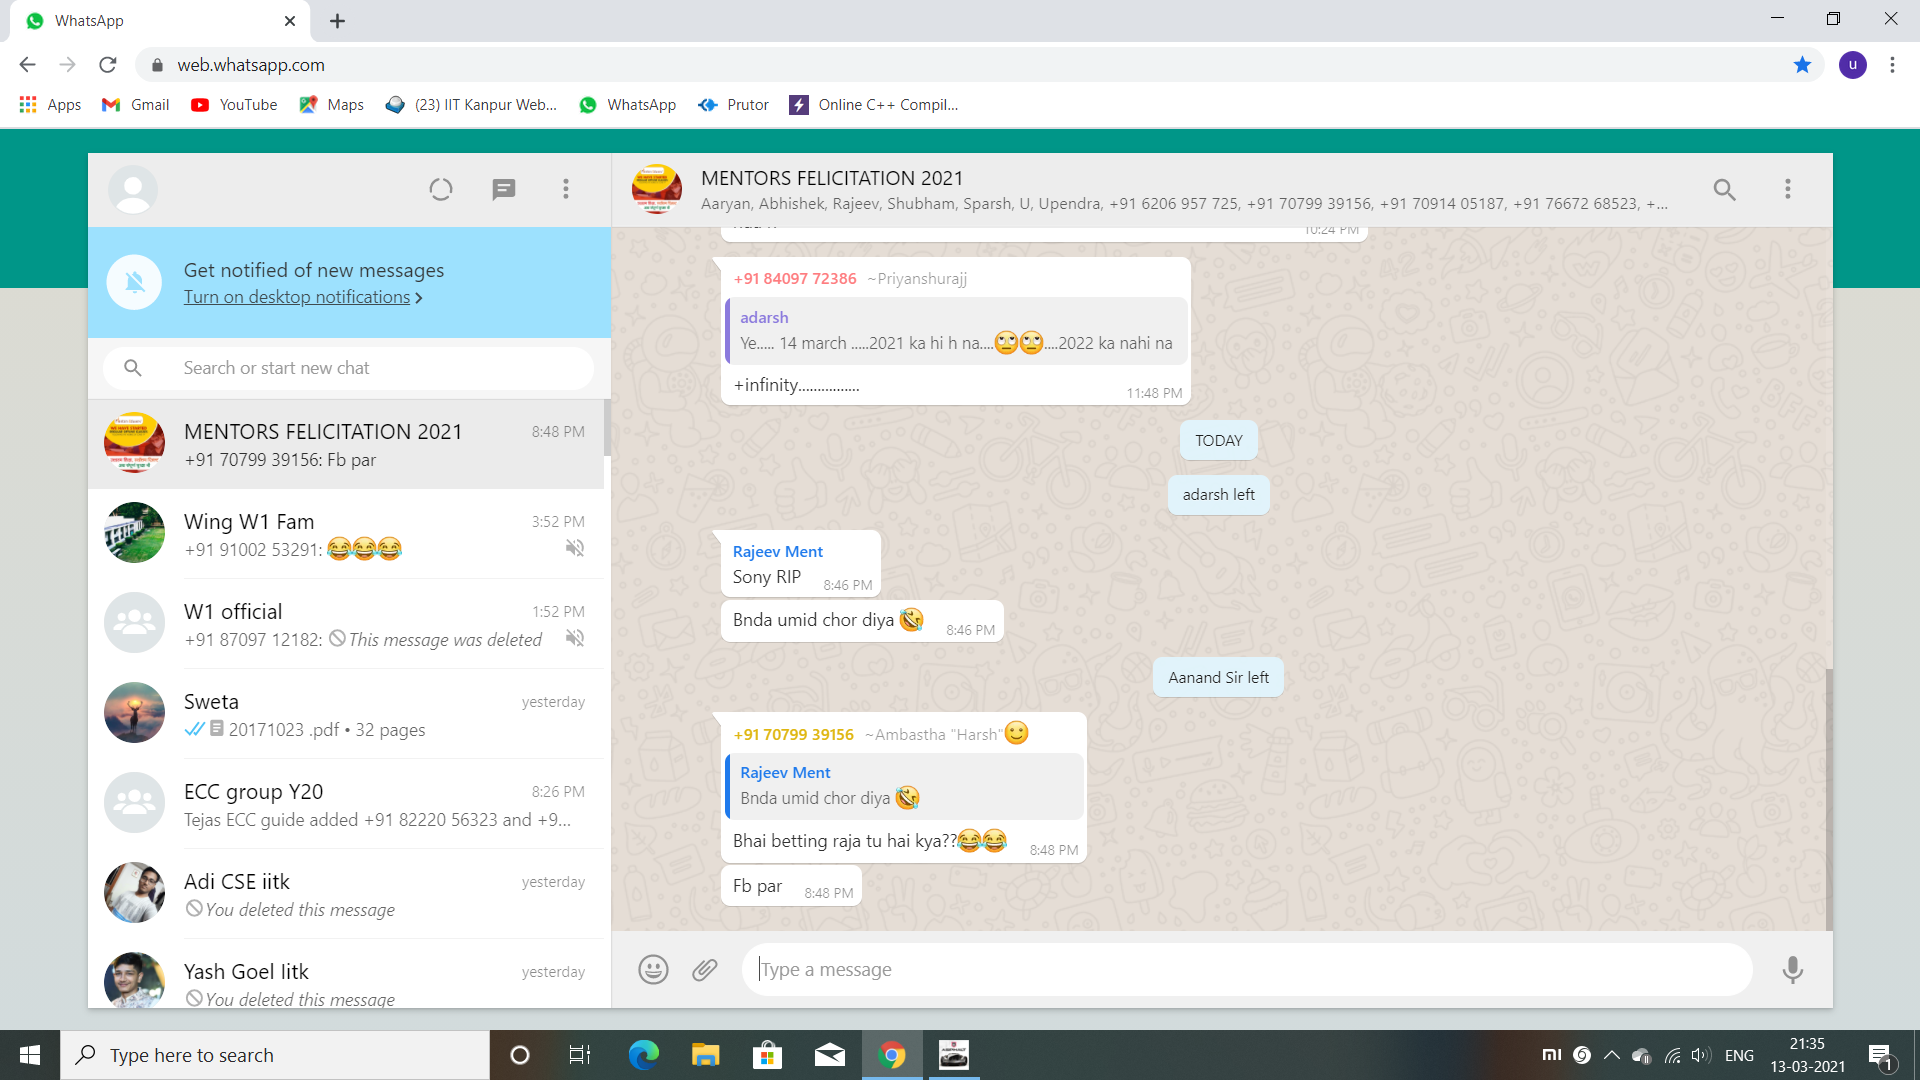 WhatsApp
web.whatsapp.com
u
Apps
Gmail
YouTube
Maps
(23) IIT Kanpur Web...
WhatsApp
Prutor
Online C++ Compil...
Get notified of new messages
Turn on desktop notifications
Search or start new chat
MENTORS FELICITATION 2021
8:48 PM
+91 70799 39156: Fb par
Wing W1 Fam
3:52 PM
+91 91002 53291: 😂😂😂
W1 official
1:52 PM
+91 87097 12182: This message was deleted
Sweta
yesterday
20171023 .pdf • 32 pages
ECC group Y20
8:26 PM
Tejas ECC guide added +91 82220 56323 and +9...
Adi CSE iitk
yesterday
You deleted this message
Yash Goel Iitk
yesterday
You deleted this message
MENTORS FELICITATION 2021
Aaryan, Abhishek, Rajeev, Shubham, Sparsh, U, Upendra, +91 6206 957 725, +91 70799 39156, +91 70914 05187, +91 76672 68523, +...
10:24 PM
+91 84097 72386 ~Priyanshurajj
adarsh
Ye..... 14 march .....2021 ka hi h na....🙄🙄....2022 ka nahi na
+infinity................
11:48 PM
TODAY
adarsh left
Rajeev Ment
Sony RIP
8:46 PM
Bnda umid chor diya 🤣
8:46 PM
Aanand Sir left
+91 70799 39156 ~Ambastha "Harsh"🙂
Rajeev Ment
Bnda umid chor diya 🤣
Bhai betting raja tu hai kya??😂😂
8:48 PM
Fb par
8:48 PM
Type a message
Type here to search
mi
ENG
21:35
13-03-2021
1